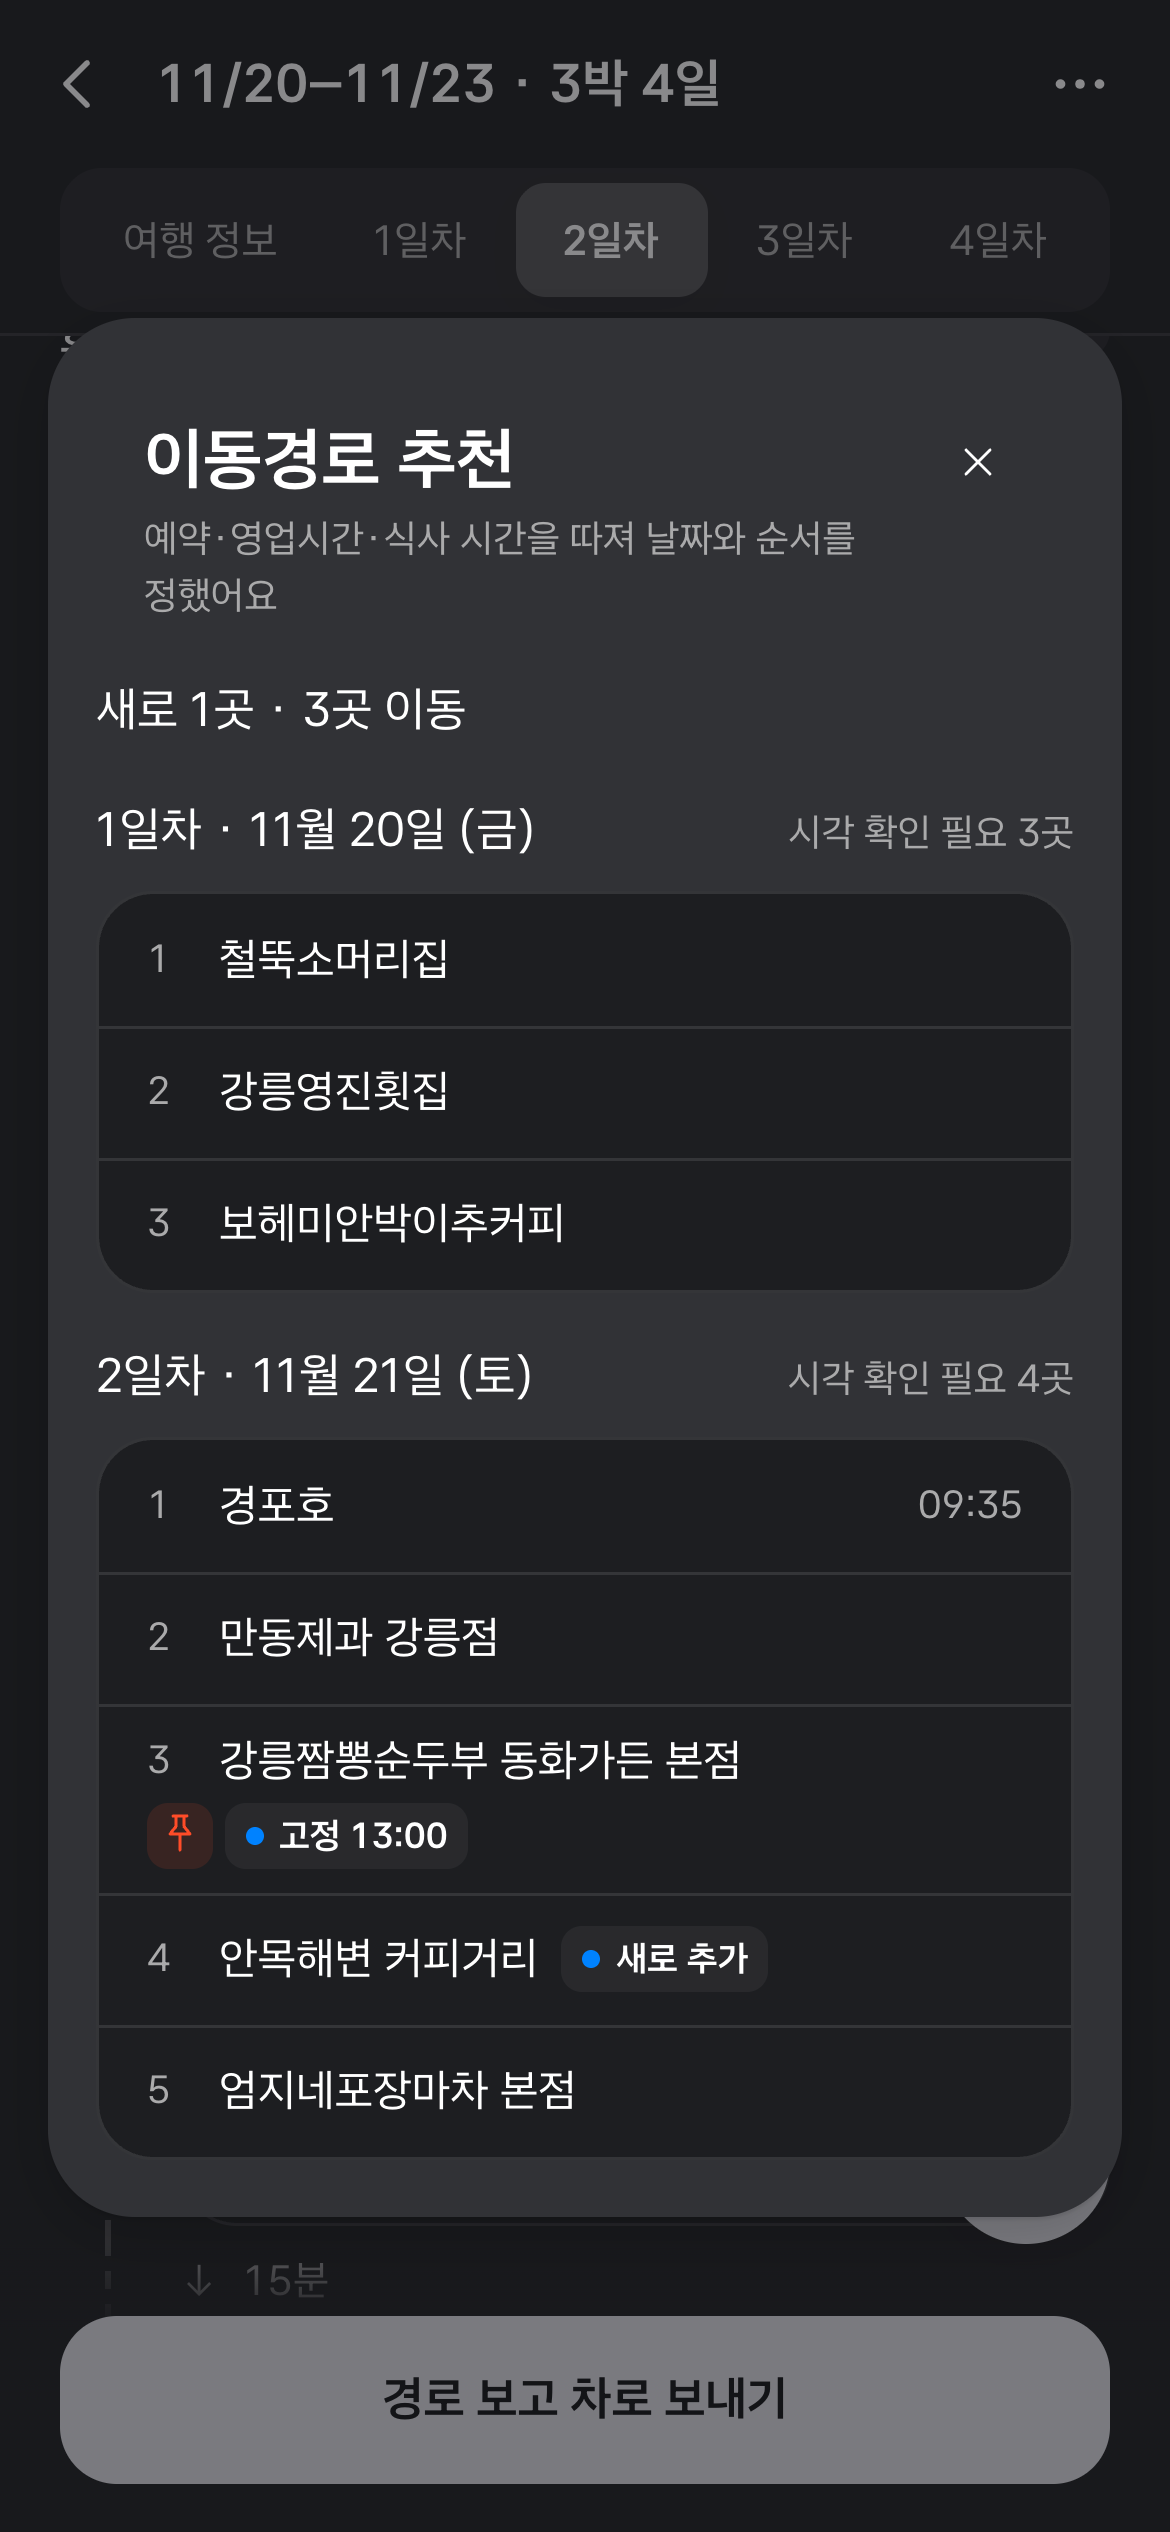 11/20–11/23 · 3박 4일
여행 정보
1일차
2일차
3일차
4일차
이동경로 추천
예약·영업시간·식사 시간을 따져 날짜와 순서를
정했어요
새로 1곳 · 3곳 이동
1일차 · 11월 20일 (금)
시각 확인 필요 3곳
1 철뚝소머리집
2 강릉영진횟집
3 보헤미안박이추커피
2일차 · 11월 21일 (토)
시각 확인 필요 4곳
1 경포호 09:35
2 만동제과 강릉점
3 강릉짬뽕순두부 동화가든 본점
고정 13:00
4 안목해변 커피거리 새로 추가
5 엄지네포장마차 본점
↓ 15분
경로 보고 차로 보내기